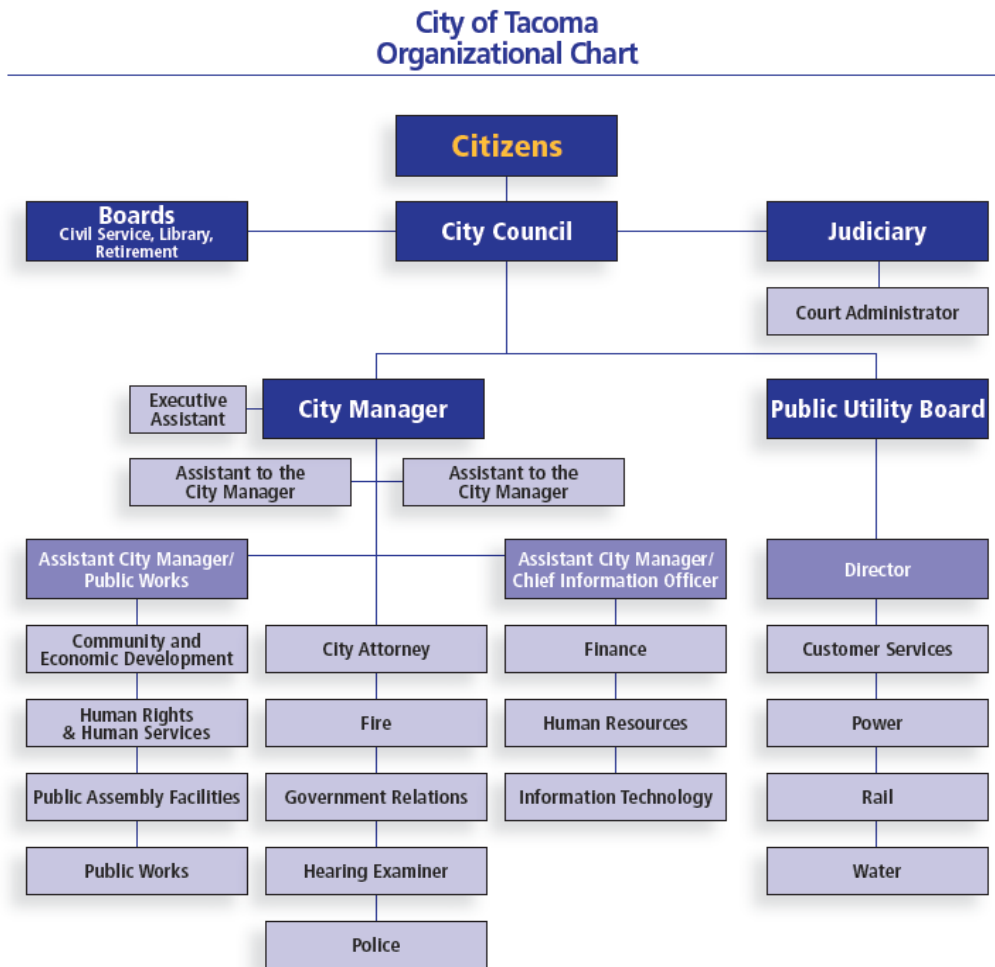 City of Tacoma
Organizational Chart
Citizens
Boards
Civil Service, Library,
Retirement
City Council
Judiciary
Court Administrator
Executive
Assistant
City Manager
Public Utility Board
Assistant to the
City Manager
Assistant to the
City Manager
Assistant City Manager/
Public Works
Assistant City Manager/
Chief Information Officer
Director
Community and
Economic Development
City Attorney
Finance
Customer Services
Human Rights
& Human Services
Fire
Human Resources
Power
Public Assembly Facilities
Government Relations
Information Technology
Rail
Public Works
Hearing Examiner
Water
Police